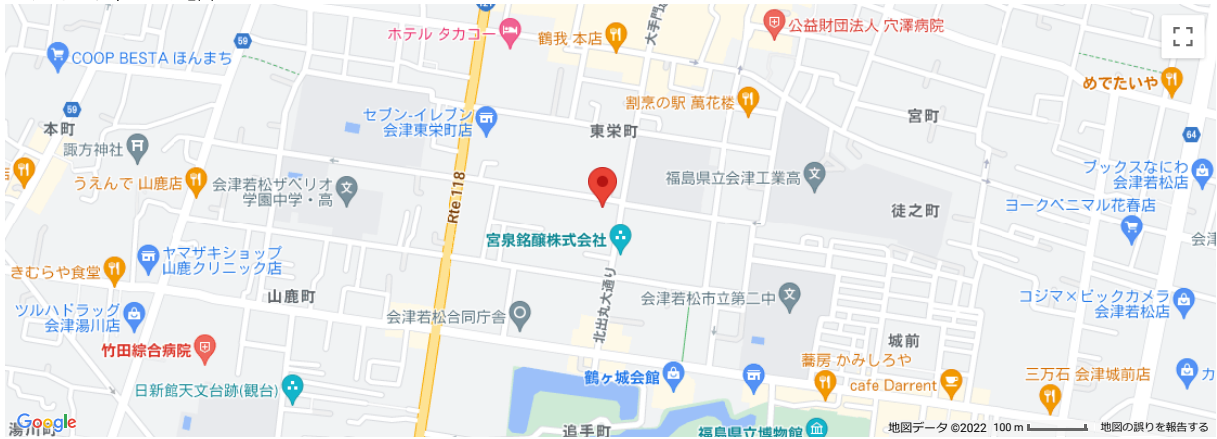 ホテル タカコー
鶴我 本店
大手門通
公益財団法人 穴澤病院
59
COOP BESTA ほんまち
めでたいや
59
本町
セブン-イレブン
会津東栄町店
割烹の駅 萬花楼
東栄町
宮町
64
諏方神社
うえんで 山鹿店
会津若松ザベリオ
学園中学・高
Rte 118
福島県立会津工業高
ブックスなにわ
会津若松店
徒之町
ヨークベニマル花春店
宮泉銘醸株式会社
会津
ヤマザキショップ
山鹿クリニック店
きむらや食堂
北出丸大通り
山鹿町
会津若松市立第二中
コジマ×ビックカメラ
会津若松店
ツルハドラッグ
会津湯川店
会津若松合同庁舎
竹田綜合病院
城前
蕎房 かみしろや
鶴ヶ城会館
cafe Darrent
三万石 会津城前店
カ
日新館天文台跡(観台)
Google
湯川町
追手町
福島県立博物館
地図データ ©2022
100 m
地図の誤りを報告する